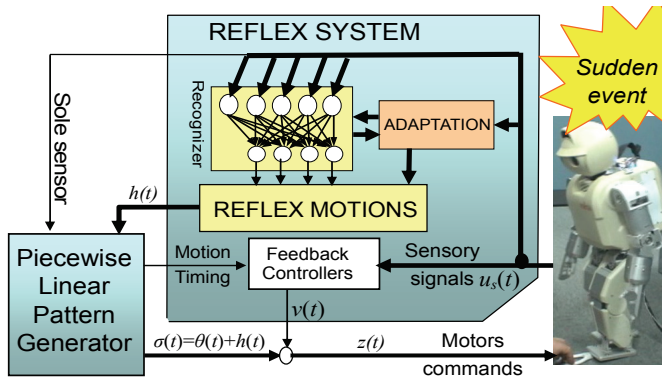 REFLEX SYSTEM
Sudden
event
Sole sensor
Recognizer
ADAPTATION
h(t)
REFLEX MOTIONS
Piecewise
Linear
Pattern
Generator
Motion
Timing
Feedback
Controllers
Sensory
signals u_s(t)
v(t)
σ(t)=θ(t)+h(t)
z(t)
Motors
commands